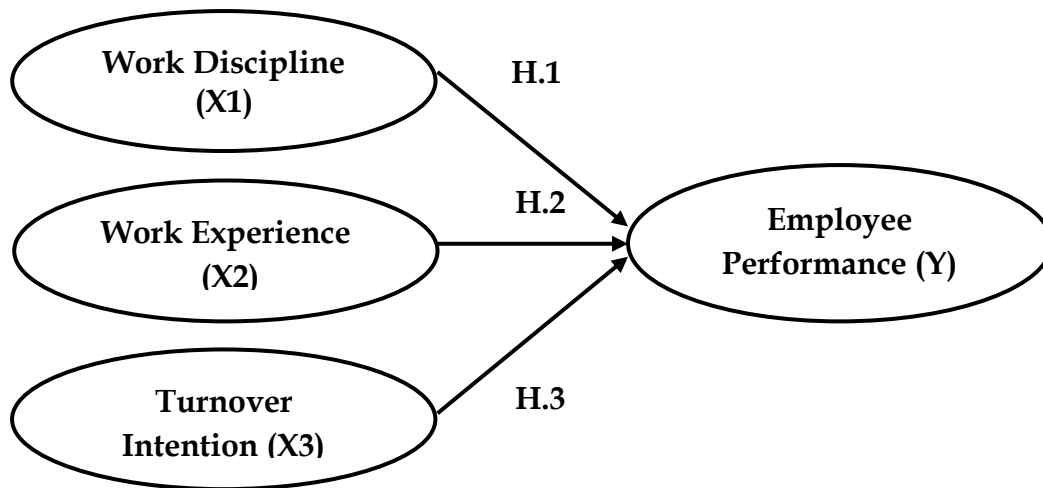 Work Discipline
(X1)
H.1
Work Experience
(X2)
H.2
Employee
Performance (Y)
Turnover
Intention (X3)
H.3